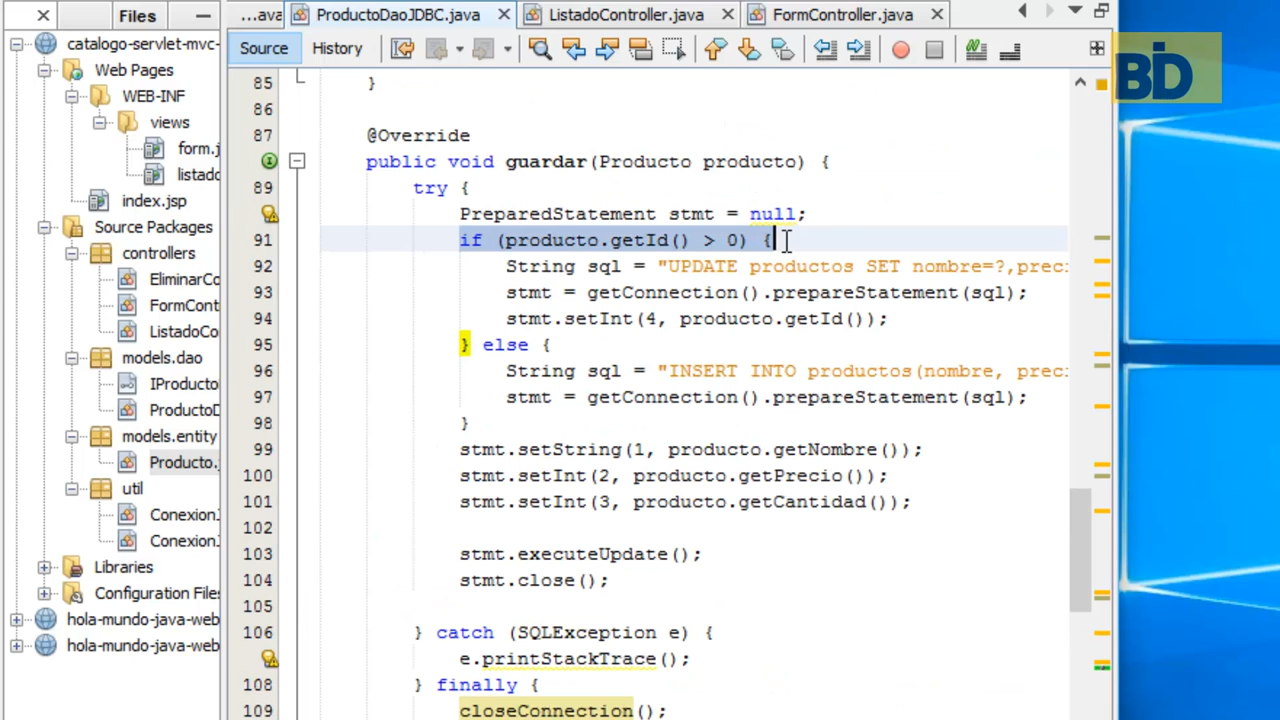 Files
...ava
ProductoDaoJDBC.java
ListadoController.java
FormController.java
Source
History
BD
catalogo-servlet-mvc-
Web Pages
WEB-INF
views
form.j
listado
index.jsp
Source Packages
controllers
EliminarCo
FormCont
ListadoCo
models.dao
IProducto
ProductoD
models.entity
Producto.j
util
ConexionJ
ConexionJ
Libraries
Configuration Files
hola-mundo-java-web
hola-mundo-java-web
85 }
86
87 @Override
public void guardar(Producto producto) {
89 try {
PreparedStatement stmt = null;
91 if (producto.getId() > 0) {
92 String sql = "UPDATE productos SET nombre=?,preci
93 stmt = getConnection().prepareStatement(sql);
94 stmt.setInt(4, producto.getId());
95 } else {
96 String sql = "INSERT INTO productos(nombre, preci
97 stmt = getConnection().prepareStatement(sql);
98 }
99 stmt.setString(1, producto.getNombre());
100 stmt.setInt(2, producto.getPrecio());
101 stmt.setInt(3, producto.getCantidad());
102
103 stmt.executeUpdate();
104 stmt.close();
105
106 } catch (SQLException e) {
e.printStackTrace();
108 } finally {
109 closeConnection();